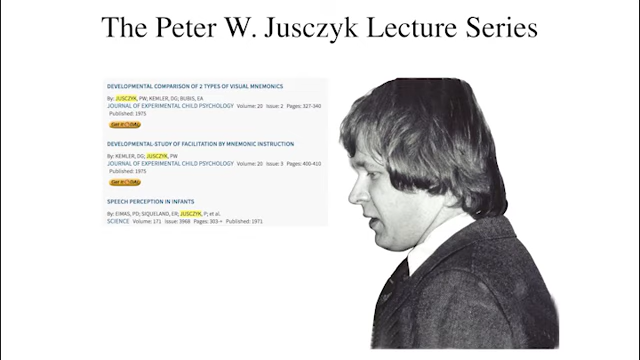 The Peter W. Jusczyk Lecture Series
DEVELOPMENTAL COMPARISON OF 2 TYPES OF VISUAL MNEMONICS
By: JUSCZYK, PW; KEMLER, DG; BUBIS, EA
JOURNAL OF EXPERIMENTAL CHILD PSYCHOLOGY Volume: 20 Issue: 2 Pages: 327-340
Published: 1975
DEVELOPMENTAL-STUDY OF FACILITATION BY MNEMONIC INSTRUCTION
By: KEMLER, DG; JUSCZYK, PW
JOURNAL OF EXPERIMENTAL CHILD PSYCHOLOGY Volume: 20 Issue: 3 Pages: 400-410
Published: 1975
SPEECH PERCEPTION IN INFANTS
By: EIMAS, PD; SIQUELAND, ER; JUSCZYK, P; et al.
SCIENCE Volume: 171 Issue: 3968 Pages: 303-+ Published: 1971